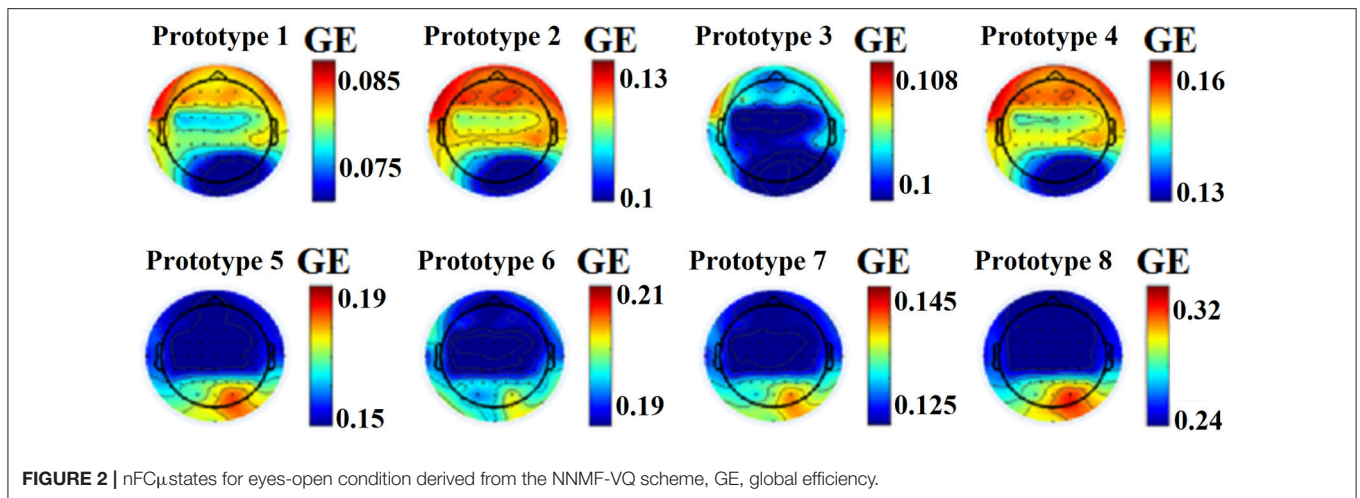 Prototype 1 GE Prototype 2 GE Prototype 3 GE Prototype 4 GE
0.085 0.13 0.108 0.16
0.075 0.1 0.1 0.13
Prototype 5 GE Prototype 6 GE Prototype 7 GE Prototype 8 GE
0.19 0.21 0.145 0.32
0.15 0.19 0.125 0.24
FIGURE 2 | nFCμstates for eyes-open condition derived from the NNMF-VQ scheme, GE, global efficiency.